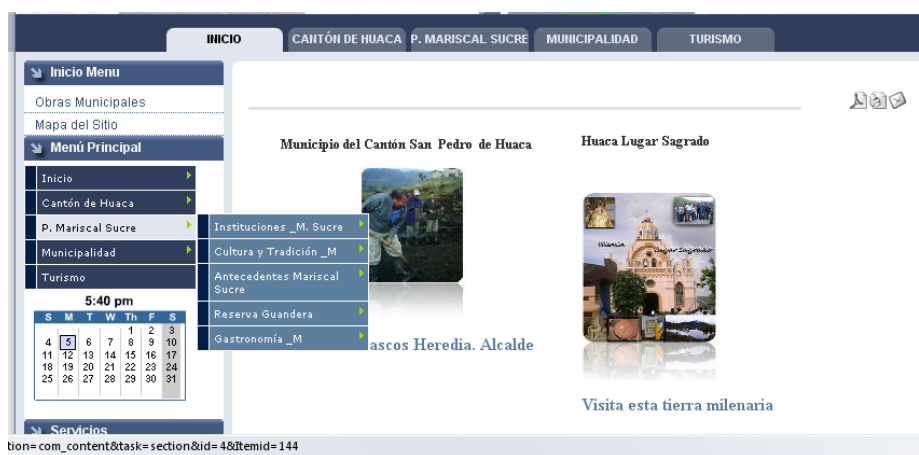 INICIO
CANTÓN DE HUACA
P. MARISCAL SUCRE
MUNICIPALIDAD
TURISMO
Inicio Menu
Obras Municipales
Mapa del Sitio
Menú Principal
Inicio
Cantón de Huaca
P. Mariscal Sucre
Municipalidad
Turismo
Instituciones _M. Sucre
Cultura y Tradición _M
Antecedentes Mariscal
Sucre
Reserva Guandera
Gastronomía _M
5:40 pm
S M T W Th F S
1 2 3
4 5 6 7 8 9 10
11 12 13 14 15 16 17
18 19 20 21 22 23 24
25 26 27 28 29 30 31
Servicios
Municipio del Cantón San Pedro de Huaca
ascos Heredia. Alcalde
Huaca Lugar Sagrado
Lugar Sagrado
Visita esta tierra milenaria
tion=com_content&task=section&id=4&Itemid=144